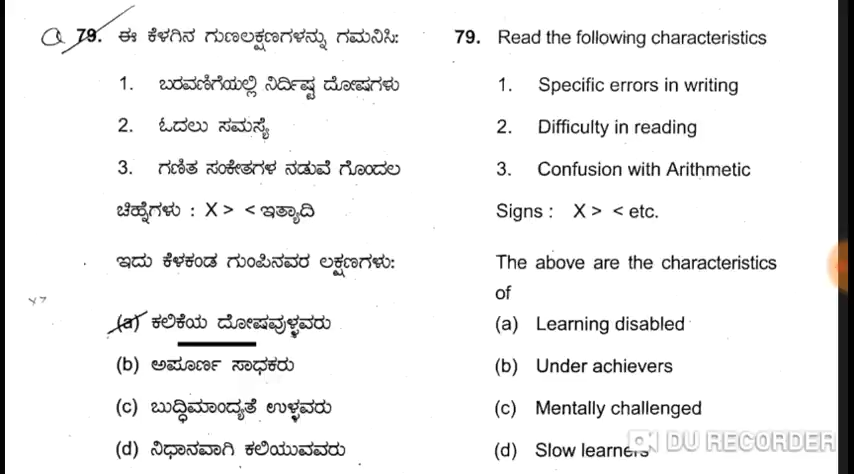 a 79. ಈ ಕೆಳಗಿನ ಗುಣಲಕ್ಷಣಗಳನ್ನು ಗಮನಿಸಿ:
1. ಬರವಣಿಗೆಯಲ್ಲಿ ನಿರ್ದಿಷ್ಟ ದೋಷಗಳು
2. ಓದಲು ಸಮಸ್ಯೆ
3. ಗಣಿತ ಸಂಕೇತಗಳ ನಡುವೆ ಗೊಂದಲ
ಚಿಹ್ನೆಗಳು : X > < ಇತ್ಯಾದಿ
ಇದು ಕೆಳಕಂಡ ಗುಂಪಿನವರ ಲಕ್ಷಣಗಳು:
(a) ಕಲಿಕೆಯ ದೋಷವುಳ್ಳವರು
(b) ಅಪೂರ್ಣ ಸಾಧಕರು
(c) ಬುದ್ಧಿಮಾಂದ್ಯತೆ ಉಳ್ಳವರು
(d) ನಿಧಾನವಾಗಿ ಕಲಿಯುವವರು
79. Read the following characteristics
1. Specific errors in writing
2. Difficulty in reading
3. Confusion with Arithmetic
Signs : X > < etc.
The above are the characteristics
of
(a) Learning disabled
(b) Under achievers
(c) Mentally challenged
(d) Slow learners
DU RECORDER